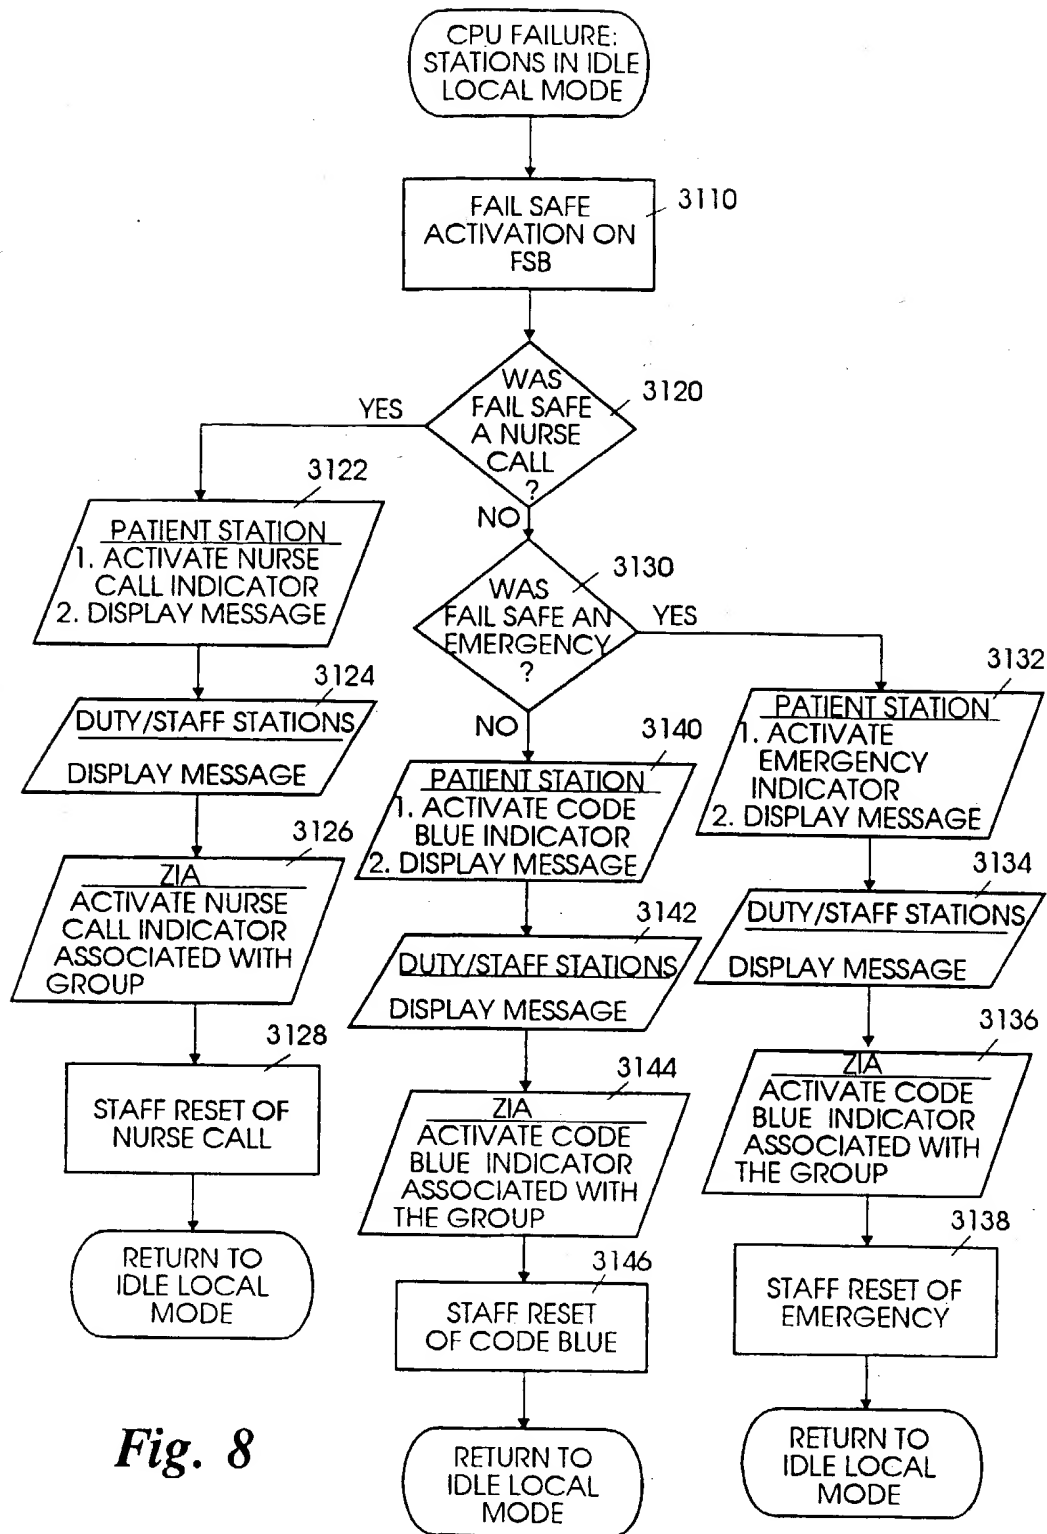 CPU FAILURE:
STATIONS IN IDLE
LOCAL MODE
FAIL SAFE
ACTIVATION ON
FSB
3110
WAS
FAIL SAFE
A NURSE
CALL
?
3120
YES
NO
3122
PATIENT STATION
1. ACTIVATE NURSE
CALL INDICATOR
2. DISPLAY MESSAGE
3124
DUTY/STAFF STATIONS
DISPLAY MESSAGE
3126
ZIA
ACTIVATE NURSE
CALL INDICATOR
ASSOCIATED WITH
GROUP
3128
STAFF RESET OF
NURSE CALL
RETURN TO
IDLE LOCAL
MODE
3130
WAS
FAIL SAFE AN
EMERGENCY
?
YES
NO
3140
PATIENT STATION
1. ACTIVATE CODE
BLUE INDICATOR
2. DISPLAY MESSAGE
3142
DUTY/STAFF STATIONS
DISPLAY MESSAGE
3144
ZIA
ACTIVATE CODE
BLUE INDICATOR
ASSOCIATED WITH
THE GROUP
3146
STAFF RESET
OF CODE BLUE
RETURN TO
IDLE LOCAL
MODE
3132
PATIENT STATION
1. ACTIVATE
EMERGENCY
INDICATOR
2. DISPLAY MESSAGE
3134
DUTY/STAFF STATIONS
DISPLAY MESSAGE
3136
ZIA
ACTIVATE CODE
BLUE INDICATOR
ASSOCIATED WITH
THE GROUP
3138
STAFF RESET OF
EMERGENCY
RETURN TO
IDLE LOCAL
MODE
Fig. 8